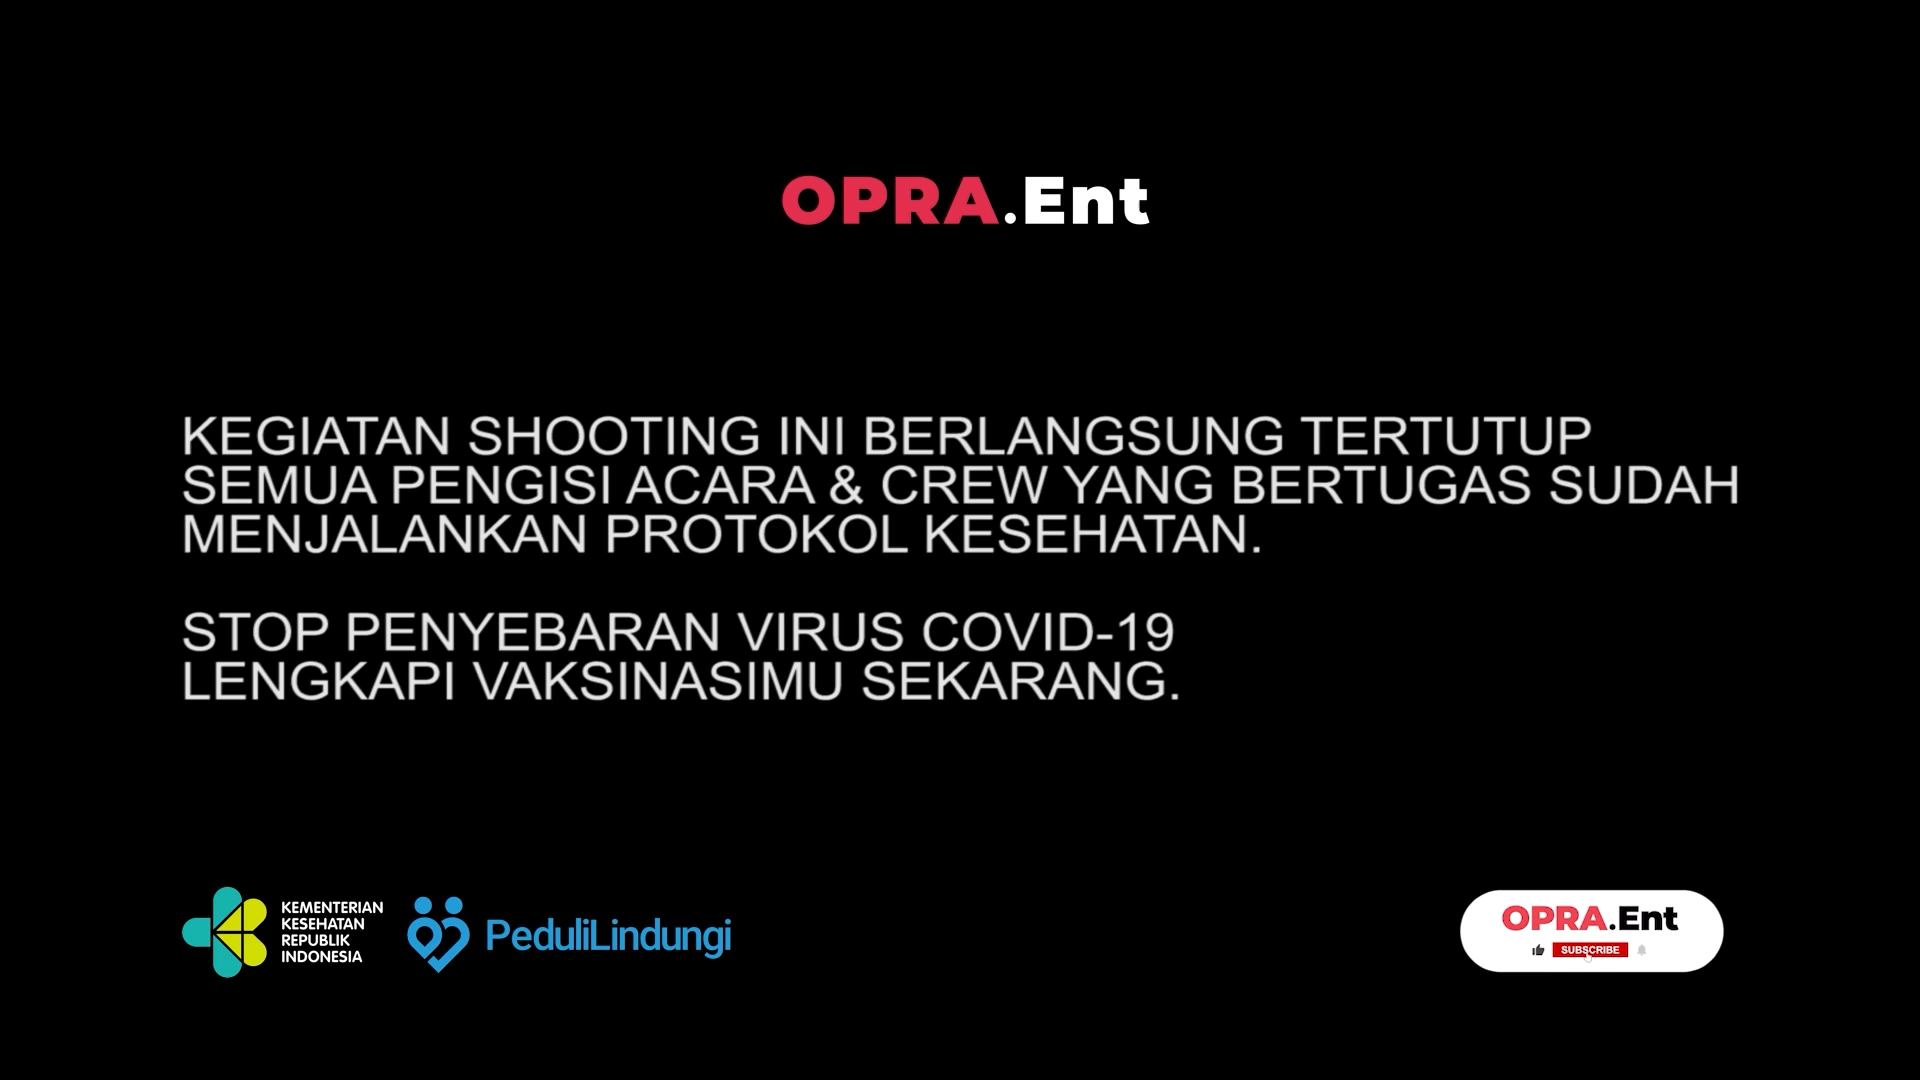 OPRA.Ent
KEGIATAN SHOOTING INI BERLANGSUNG TERTUTUP
SEMUA PENGISI ACARA & CREW YANG BERTUGAS SUDAH
MENJALANKAN PROTOKOL KESEHATAN.
STOP PENYEBARAN VIRUS COVID-19
LENGKAPI VAKSINASIMU SEKARANG.
KEMENTERIAN
KESEHATAN
REPUBLIK
INDONESIA
PeduliLindungi
OPRA.Ent
SUBSCRIBE